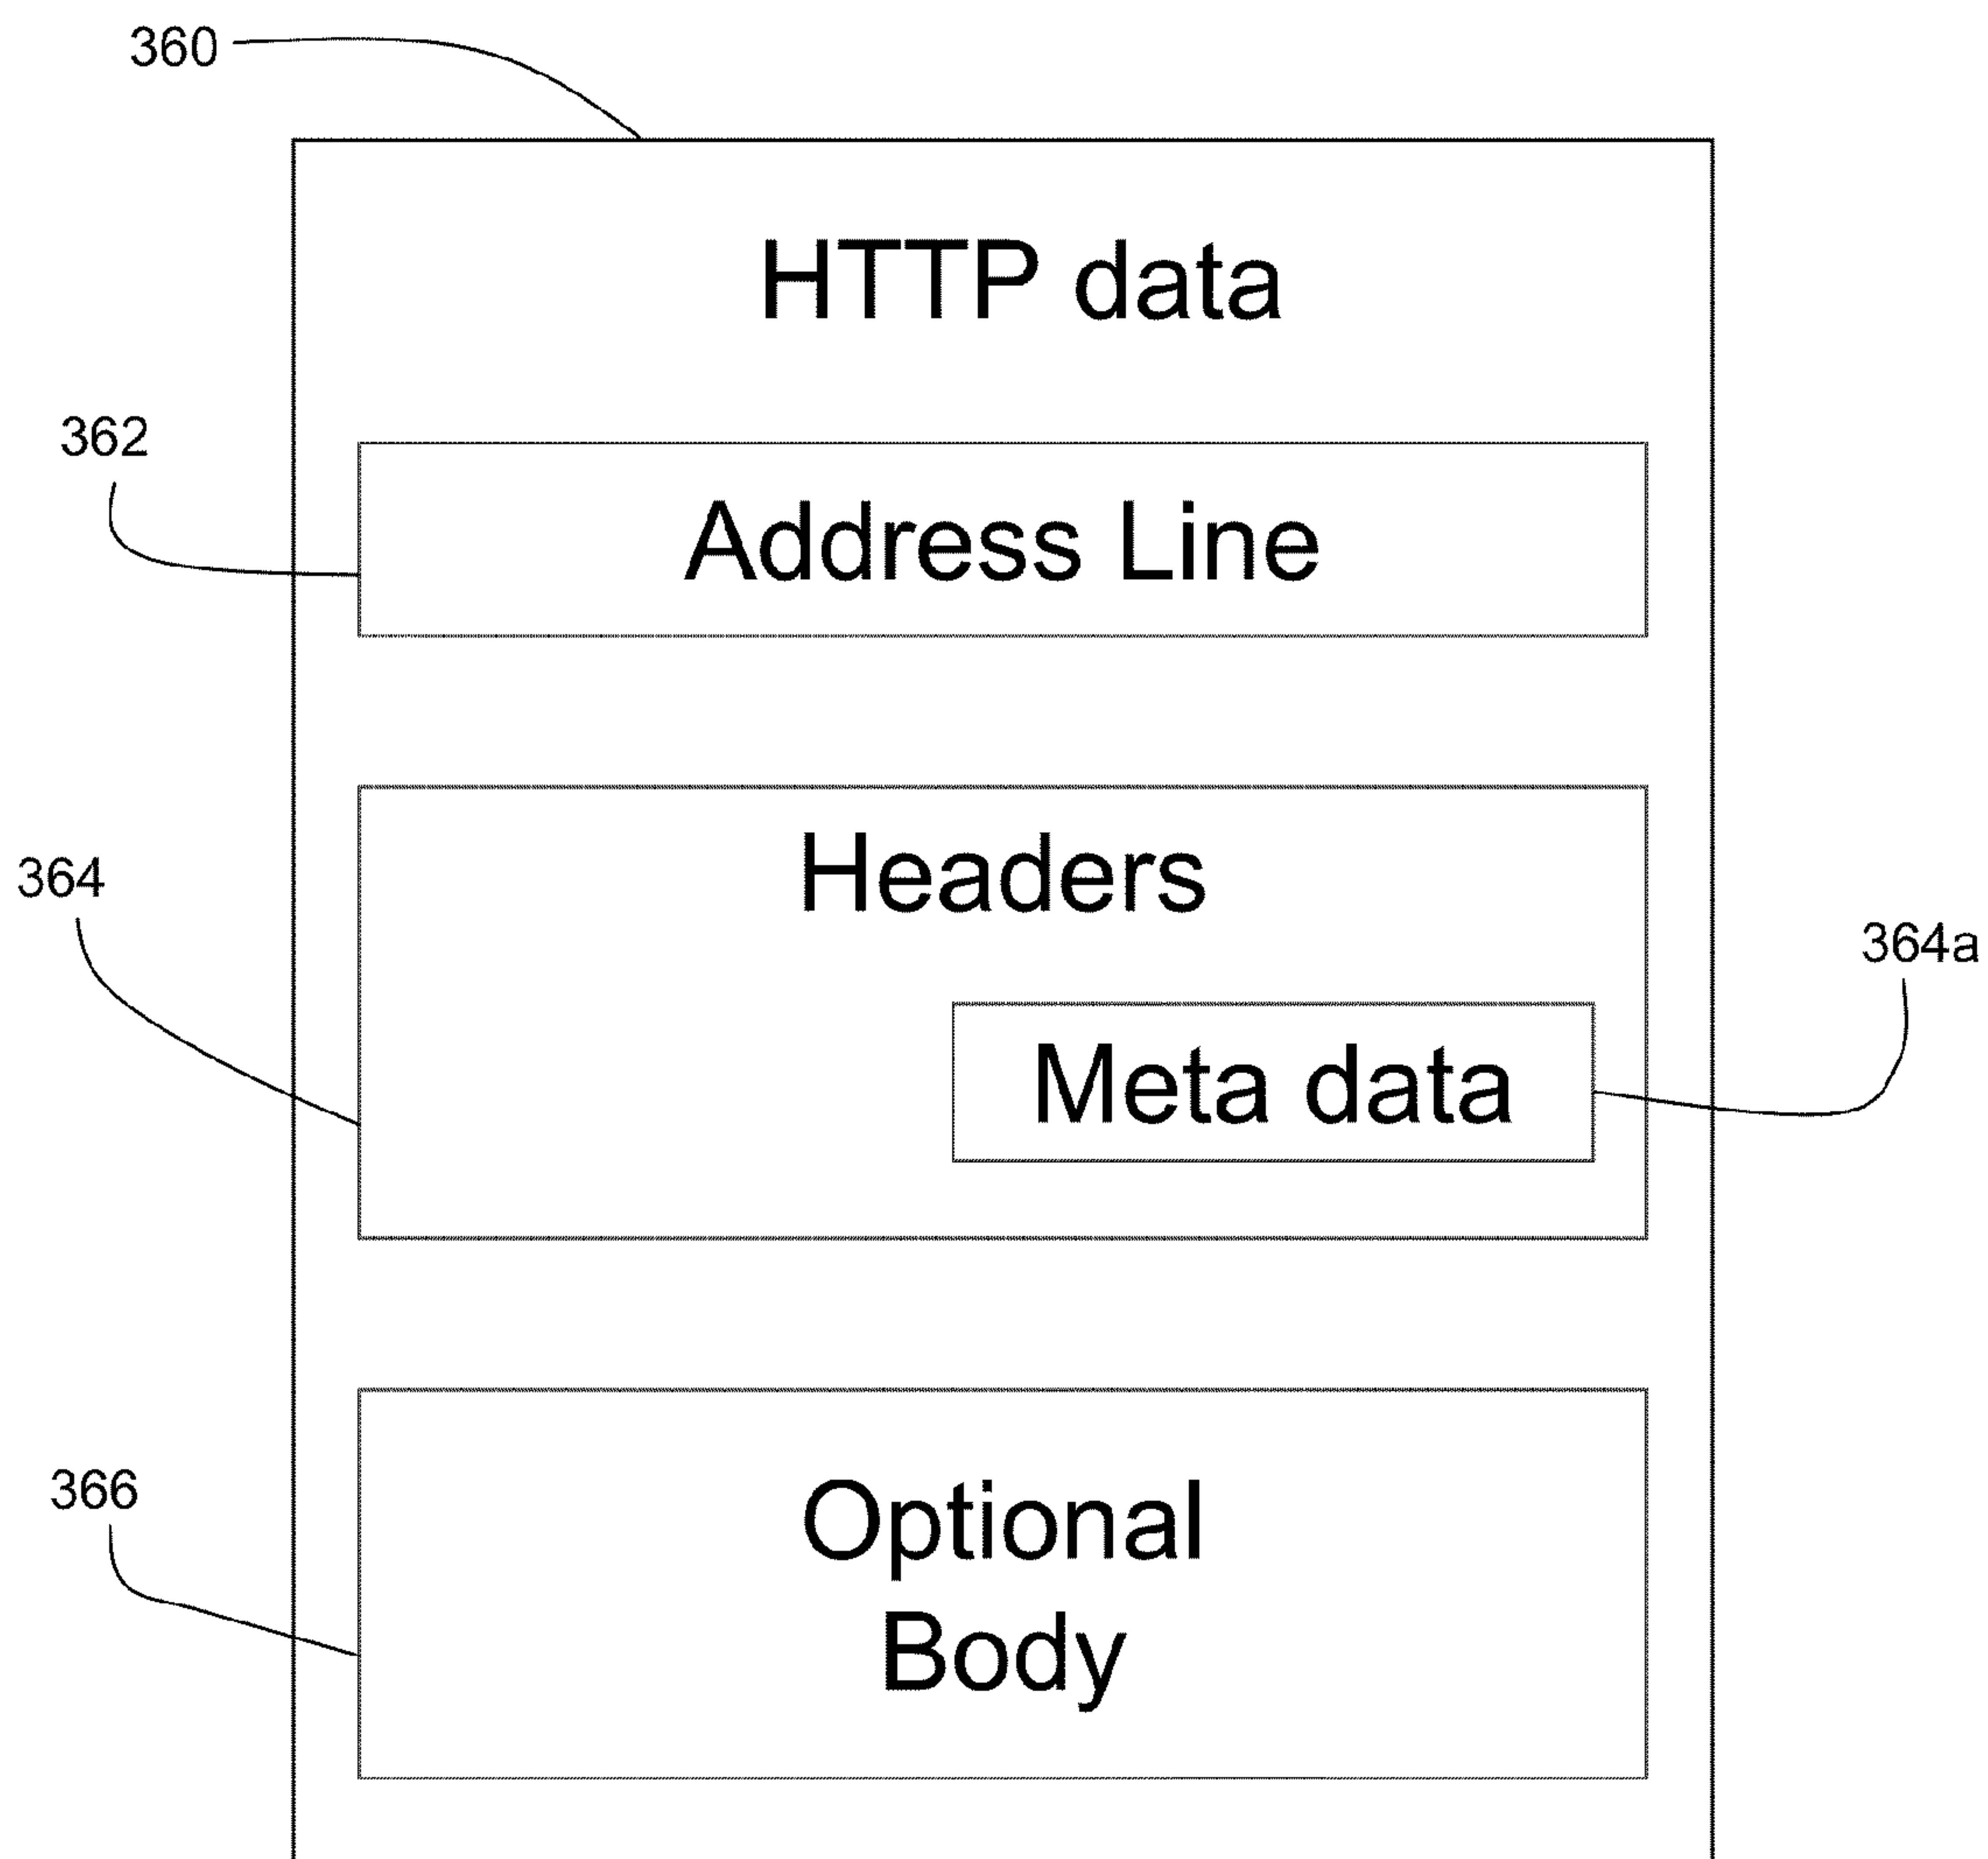 360
HTTP data
362
Address Line
364
Headers
364a
Meta data
366
Optional
Body